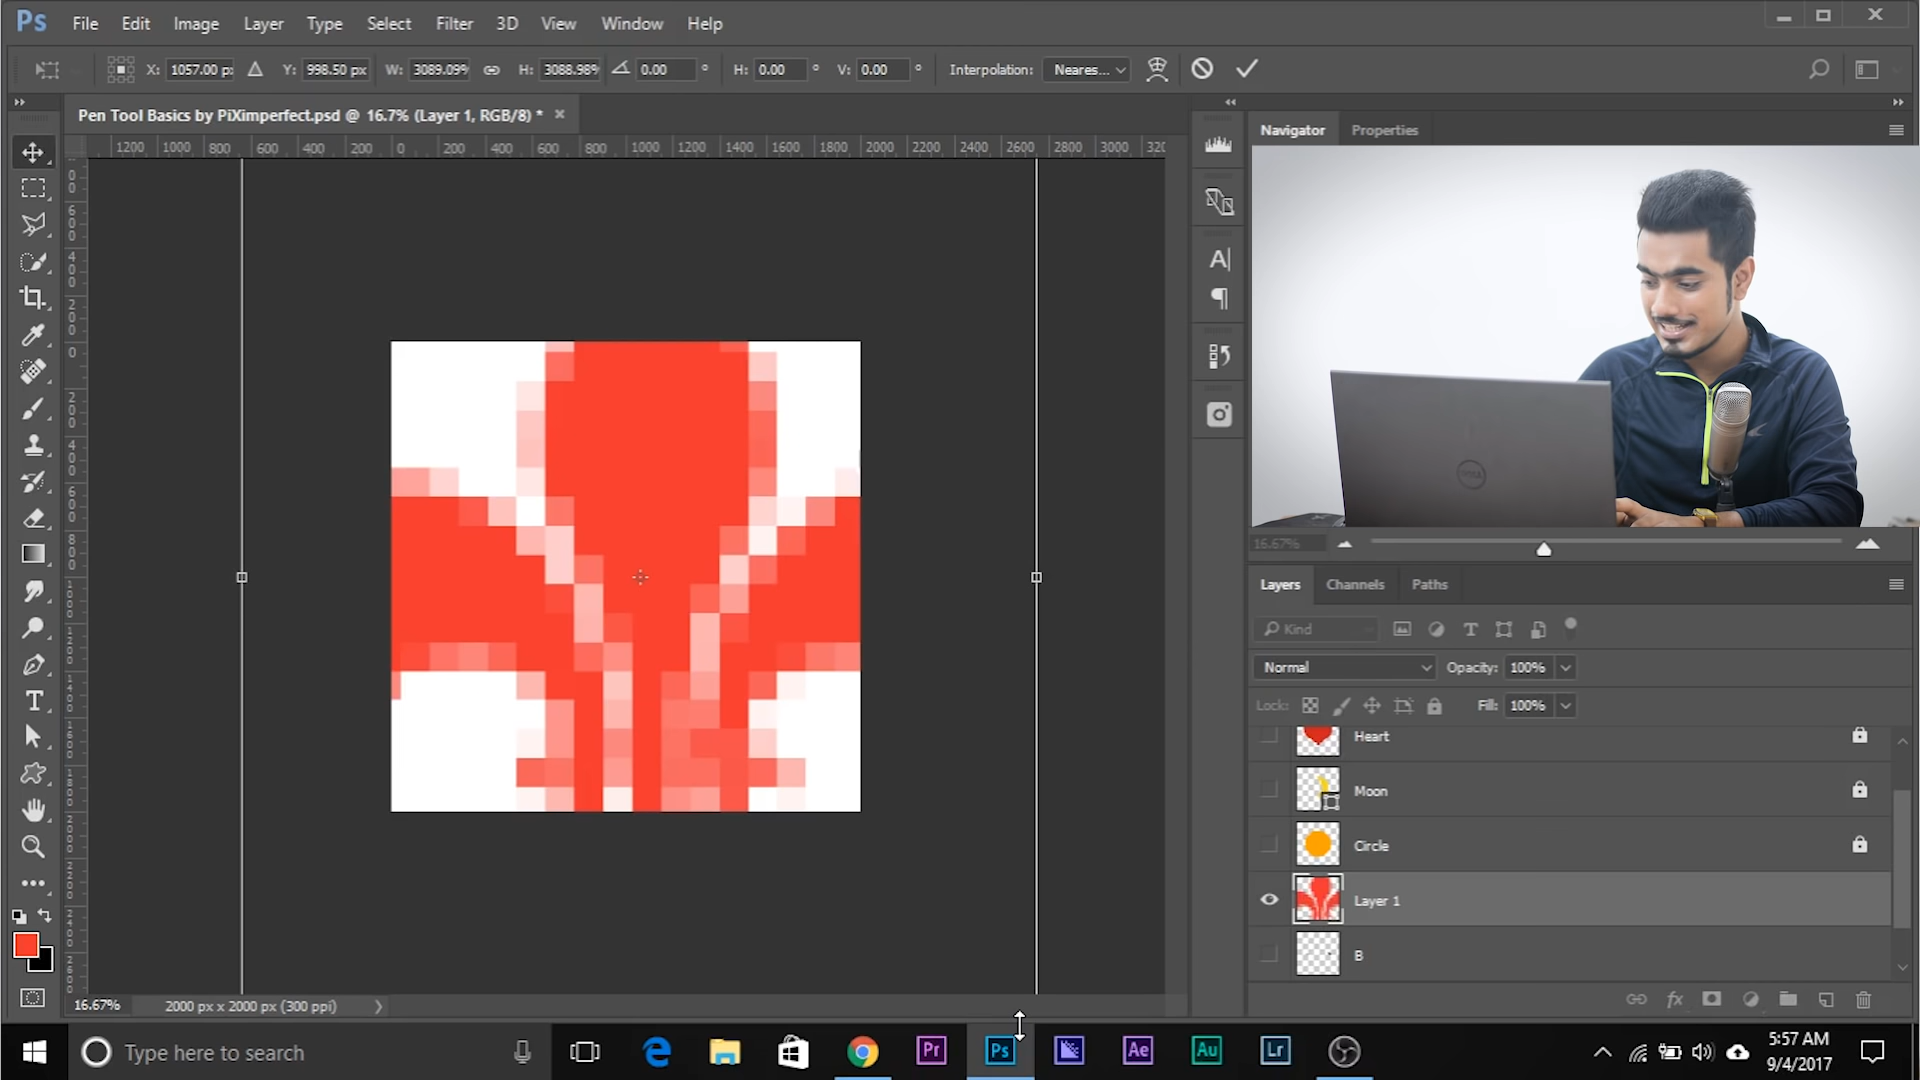 Ps File Edit Image Layer Type Select Filter 3D View Window Help
X: 1057.00 p Y: 998.50 px W: 3089.09% H: 3088.98% 0.00 ° H: 0.00 ° V: 0.00 ° Interpolation: Neares...
Pen Tool Basics by PiXimperfect.psd @ 16.7% (Layer 1, RGB/8) * ×
1200 1000 800 600 400 200 0 200 400 600 800 1000 1200 1400 1600 1800 2000 2200 2400 2600 2800 3000 320
Navigator Properties
DELL
16.67%
Layers Channels Paths
Kind
Normal Opacity: 100%
Lock: Fill: 100%
Heart
Moon
Circle
Layer 1
B
fx
16.67% 2000 px x 2000 px (300 ppi)
Type here to search
Pr Ps Ae Au Lr
5:57 AM
9/4/2017